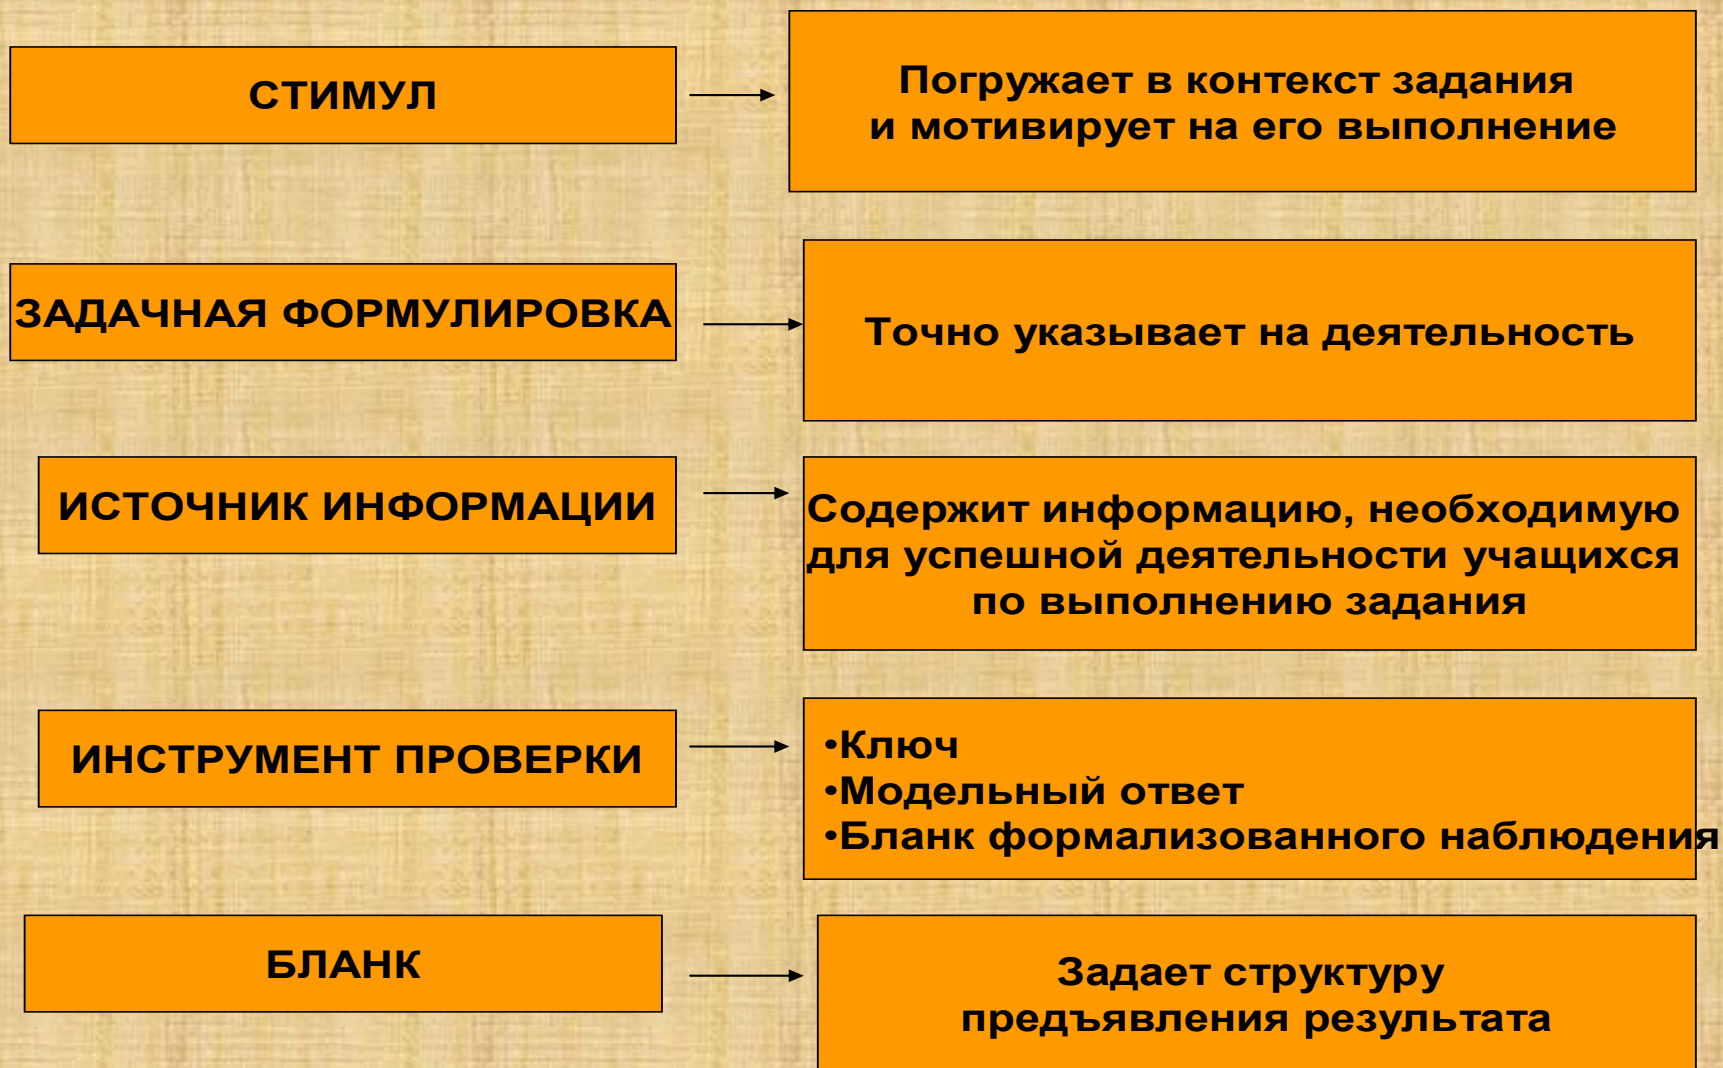 СТИМУЛ
Погружает в контекст задания
и мотивирует на его выполнение
ЗАДАЧНАЯ ФОРМУЛИРОВКА
Точно указывает на деятельность
ИСТОЧНИК ИНФОРМАЦИИ
Содержит информацию, необходимую
для успешной деятельности учащихся
по выполнению задания
ИНСТРУМЕНТ ПРОВЕРКИ
•Ключ
•Модельный ответ
•Бланк формализованного наблюдения
БЛАНК
Задает структуру
предъявления результата